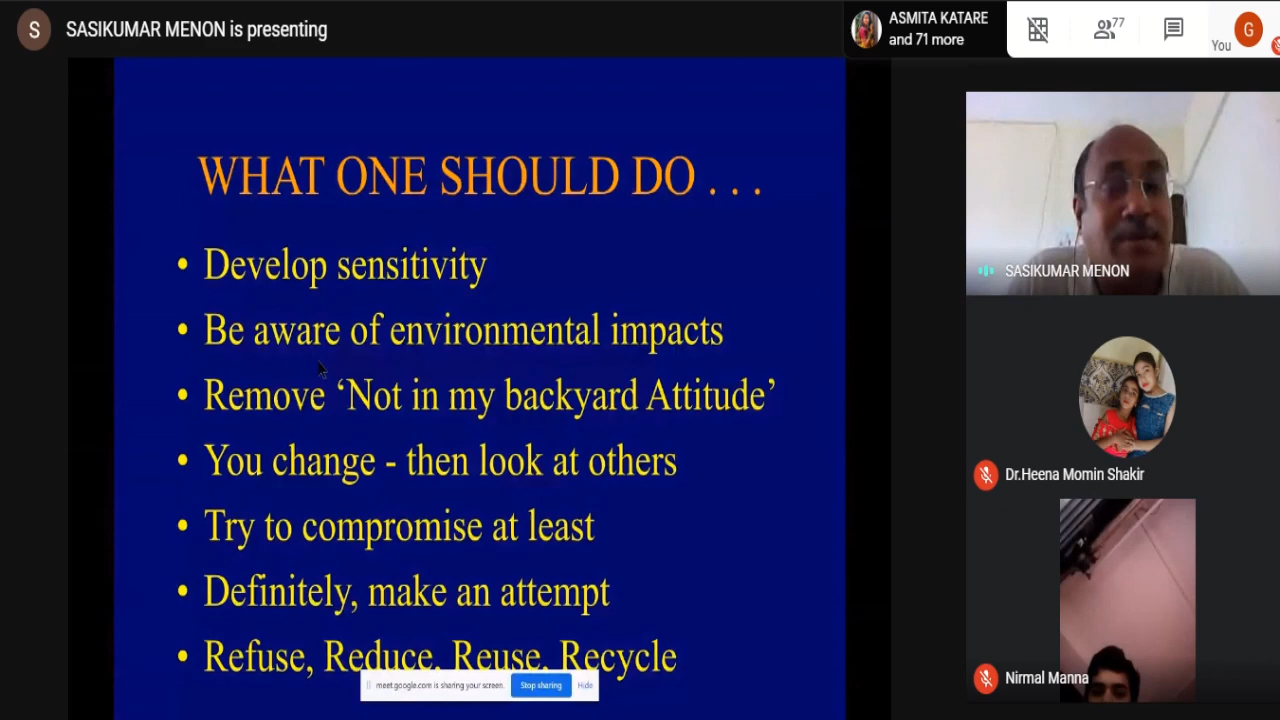 S
SASIKUMAR MENON is presenting
ASMITA KATARE
and 71 more
77
You
G
WHAT ONE SHOULD DO . . .
• Develop sensitivity
• Be aware of environmental impacts
• Remove ‘Not in my backyard Attitude’
• You change - then look at others
• Try to compromise at least
• Definitely, make an attempt
• Refuse, Reduce, Reuse, Recycle
meet.google.com is sharing your screen.
Stop sharing
Hide
SASIKUMAR MENON
Dr.Heena Momin Shakir
Nirmal Manna